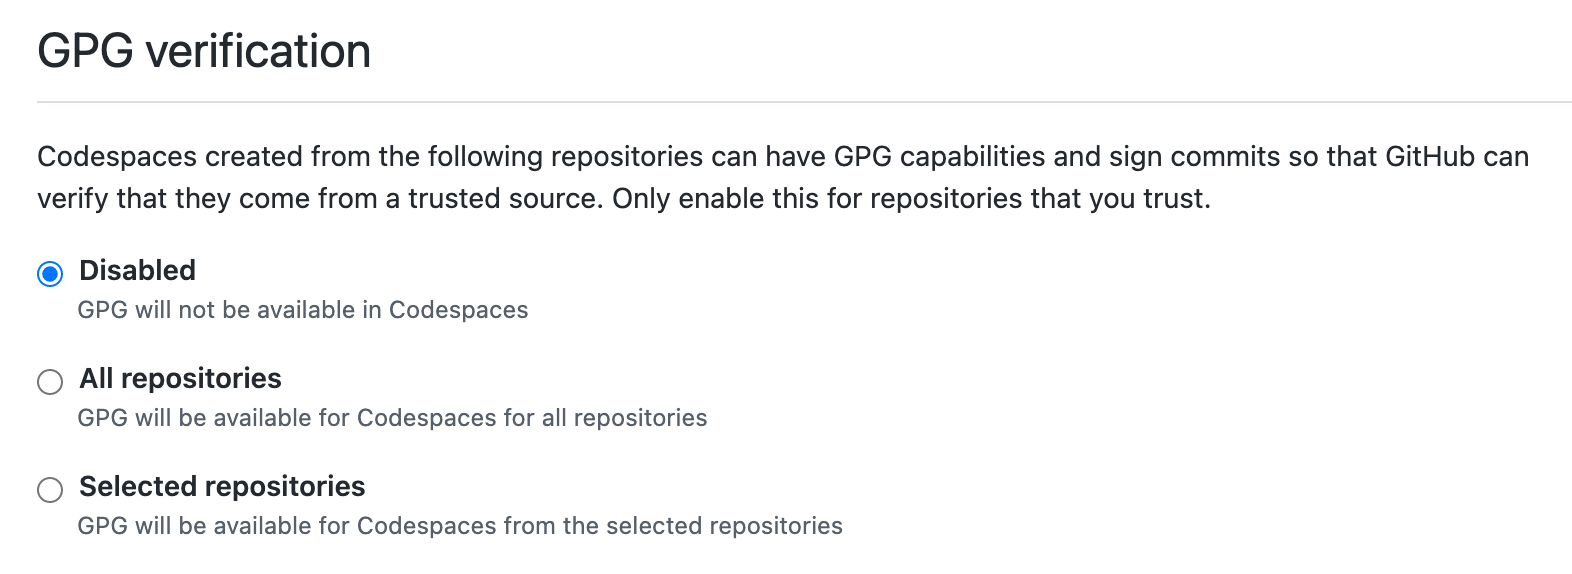 GPG verification
Codespaces created from the following repositories can have GPG capabilities and sign commits so that GitHub can
verify that they come from a trusted source. Only enable this for repositories that you trust.
Disabled
GPG will not be available in Codespaces
All repositories
GPG will be available for Codespaces for all repositories
Selected repositories
GPG will be available for Codespaces from the selected repositories